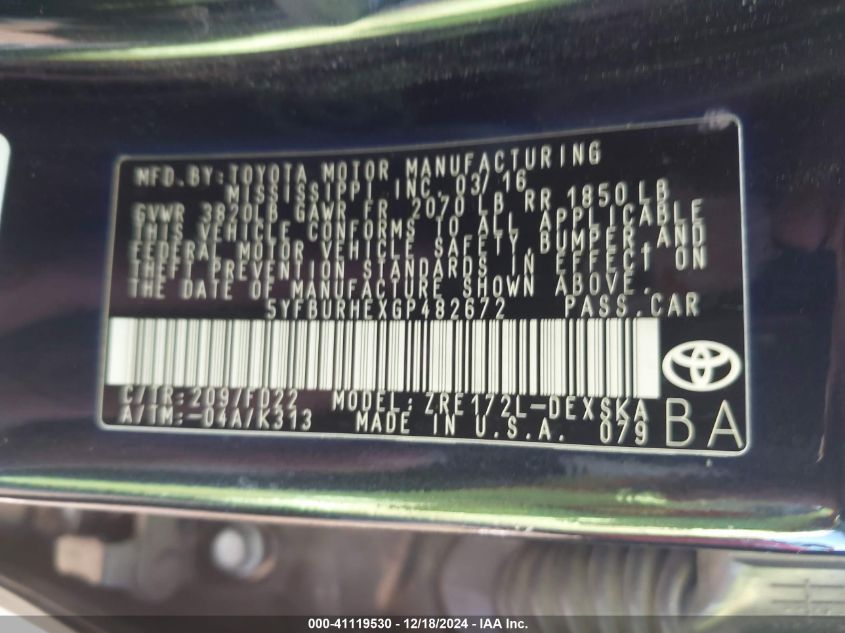 MFD.BY:TOYOTA MOTOR MANUFACTURING
MISSISSIPPI, INC. 03/16
GVWR 3820LB GAWR FR 2070 LB RR 1850 LB
THIS VEHICLE CONFORMS TO ALL APPLICABLE
FEDERAL MOTOR VEHICLE SAFETY,BUMPER,AND
THEFT PREVENTION STANDARDS IN EFFECT ON
THE DATE OF MANUFACTURE SHOWN ABOVE.
5YFBURHEXGP482672 PASS.CAR
C/TR:209/FD22 MODEL:ZRE172L-DEXSKA
A/TM:-04A/K313 MADE IN U.S.A. 079
BA
000-41119530 - 12/18/2024 - IAA Inc.